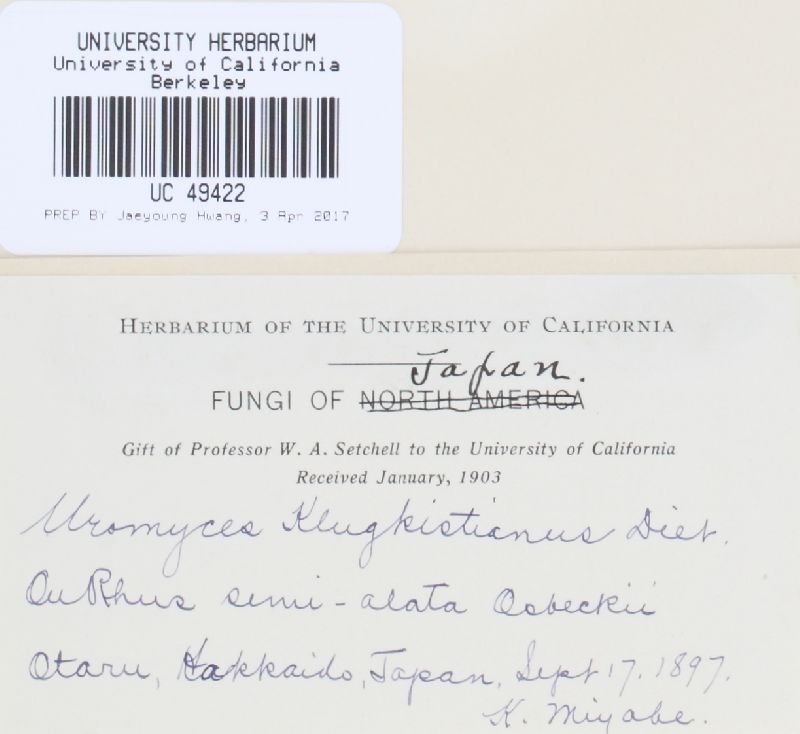 UNIVERSITY HERBARIUM
University of California
Berkeley
UC 49422
PREP BY Jaeyoung Hwang, 3 Apr 2017
HERBARIUM OF THE UNIVERSITY OF CALIFORNIA
Japan.
FUNGI OF NORTH AMERICA
Gift of Professor W. A. Setchell to the University of California
Received January, 1903
Uromyces Klugkistianus Diet.
On Rhus semi-alata Osbeckii
Otaru, Hakkaido, Japan, Sept 17. 1897.
K. Miyabe.